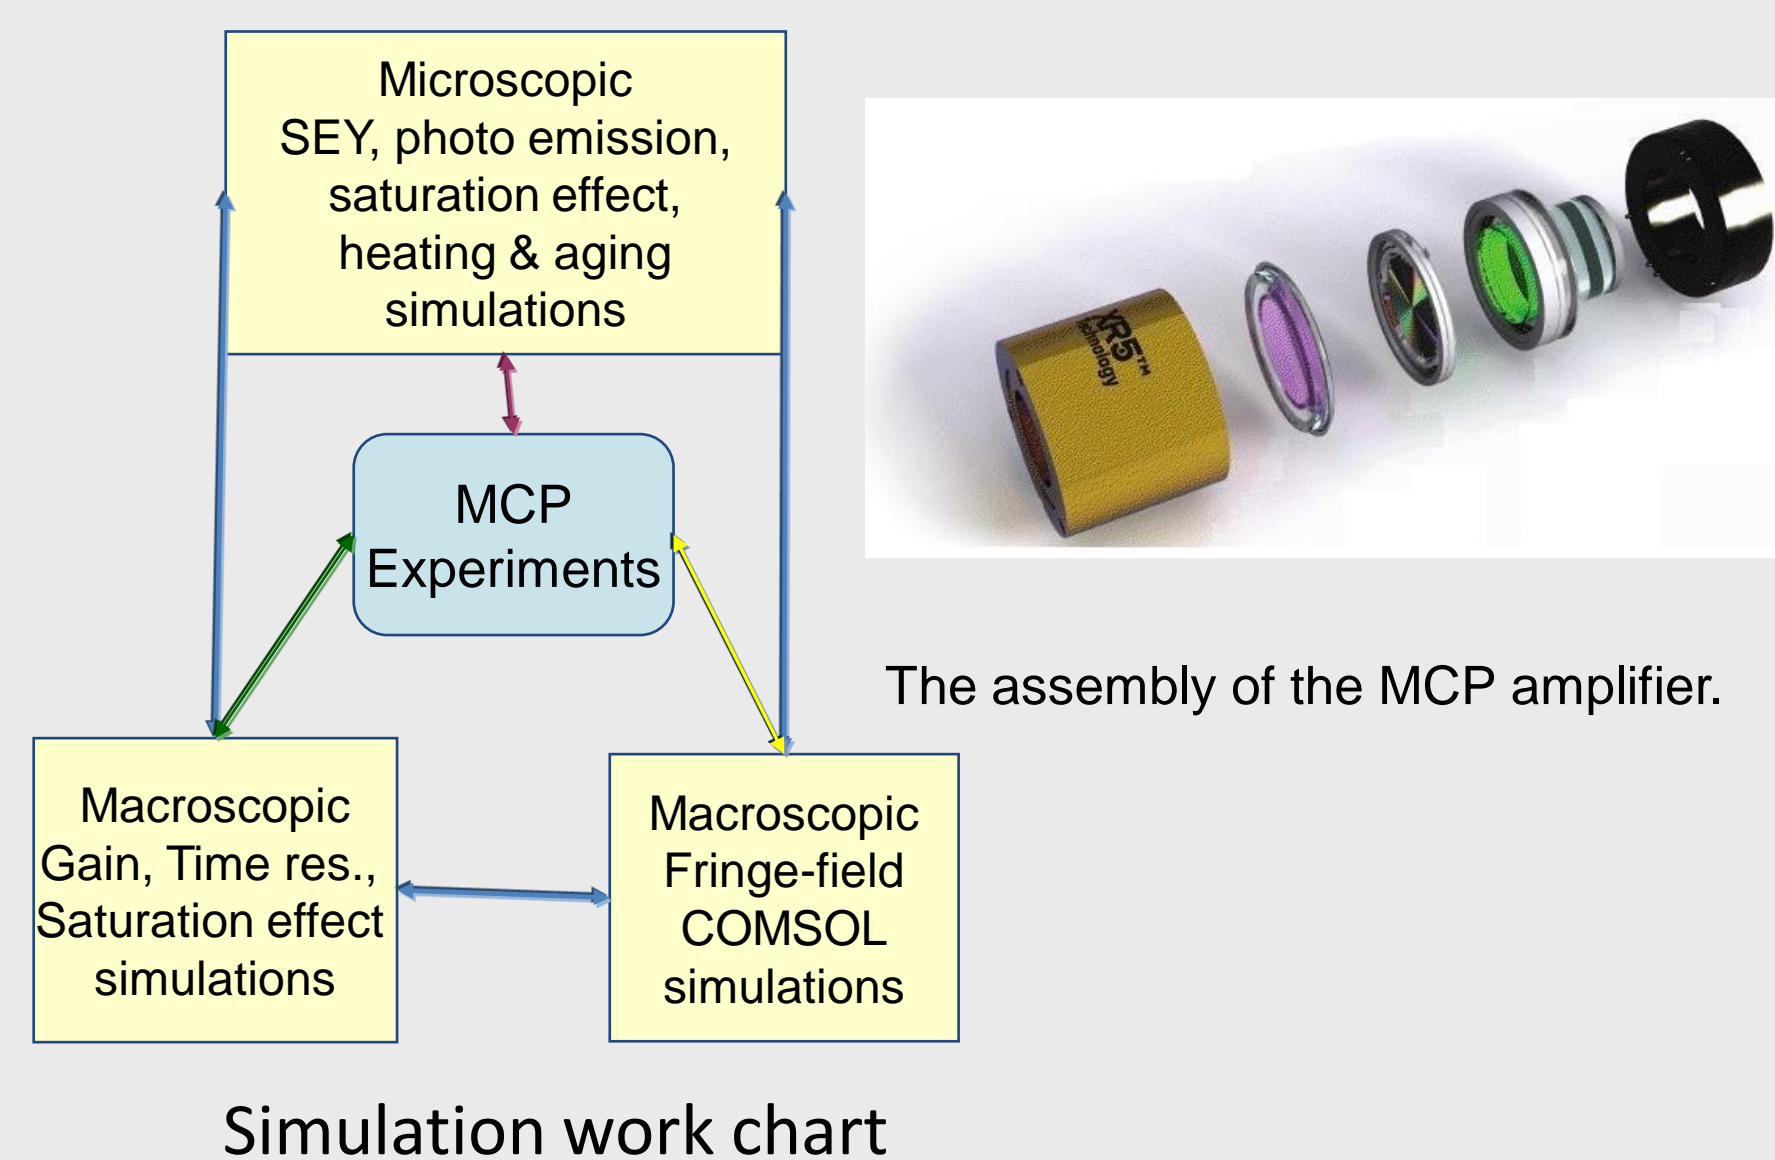 Microscopic
SEY, photo emission,
saturation effect,
heating & aging
simulations
MCP
Experiments
Macroscopic
Gain, Time res.,
Saturation effect
simulations
Macroscopic
Fringe-field
COMSOL
simulations
Simulation work chart
XR5™
Technology
The assembly of the MCP amplifier.